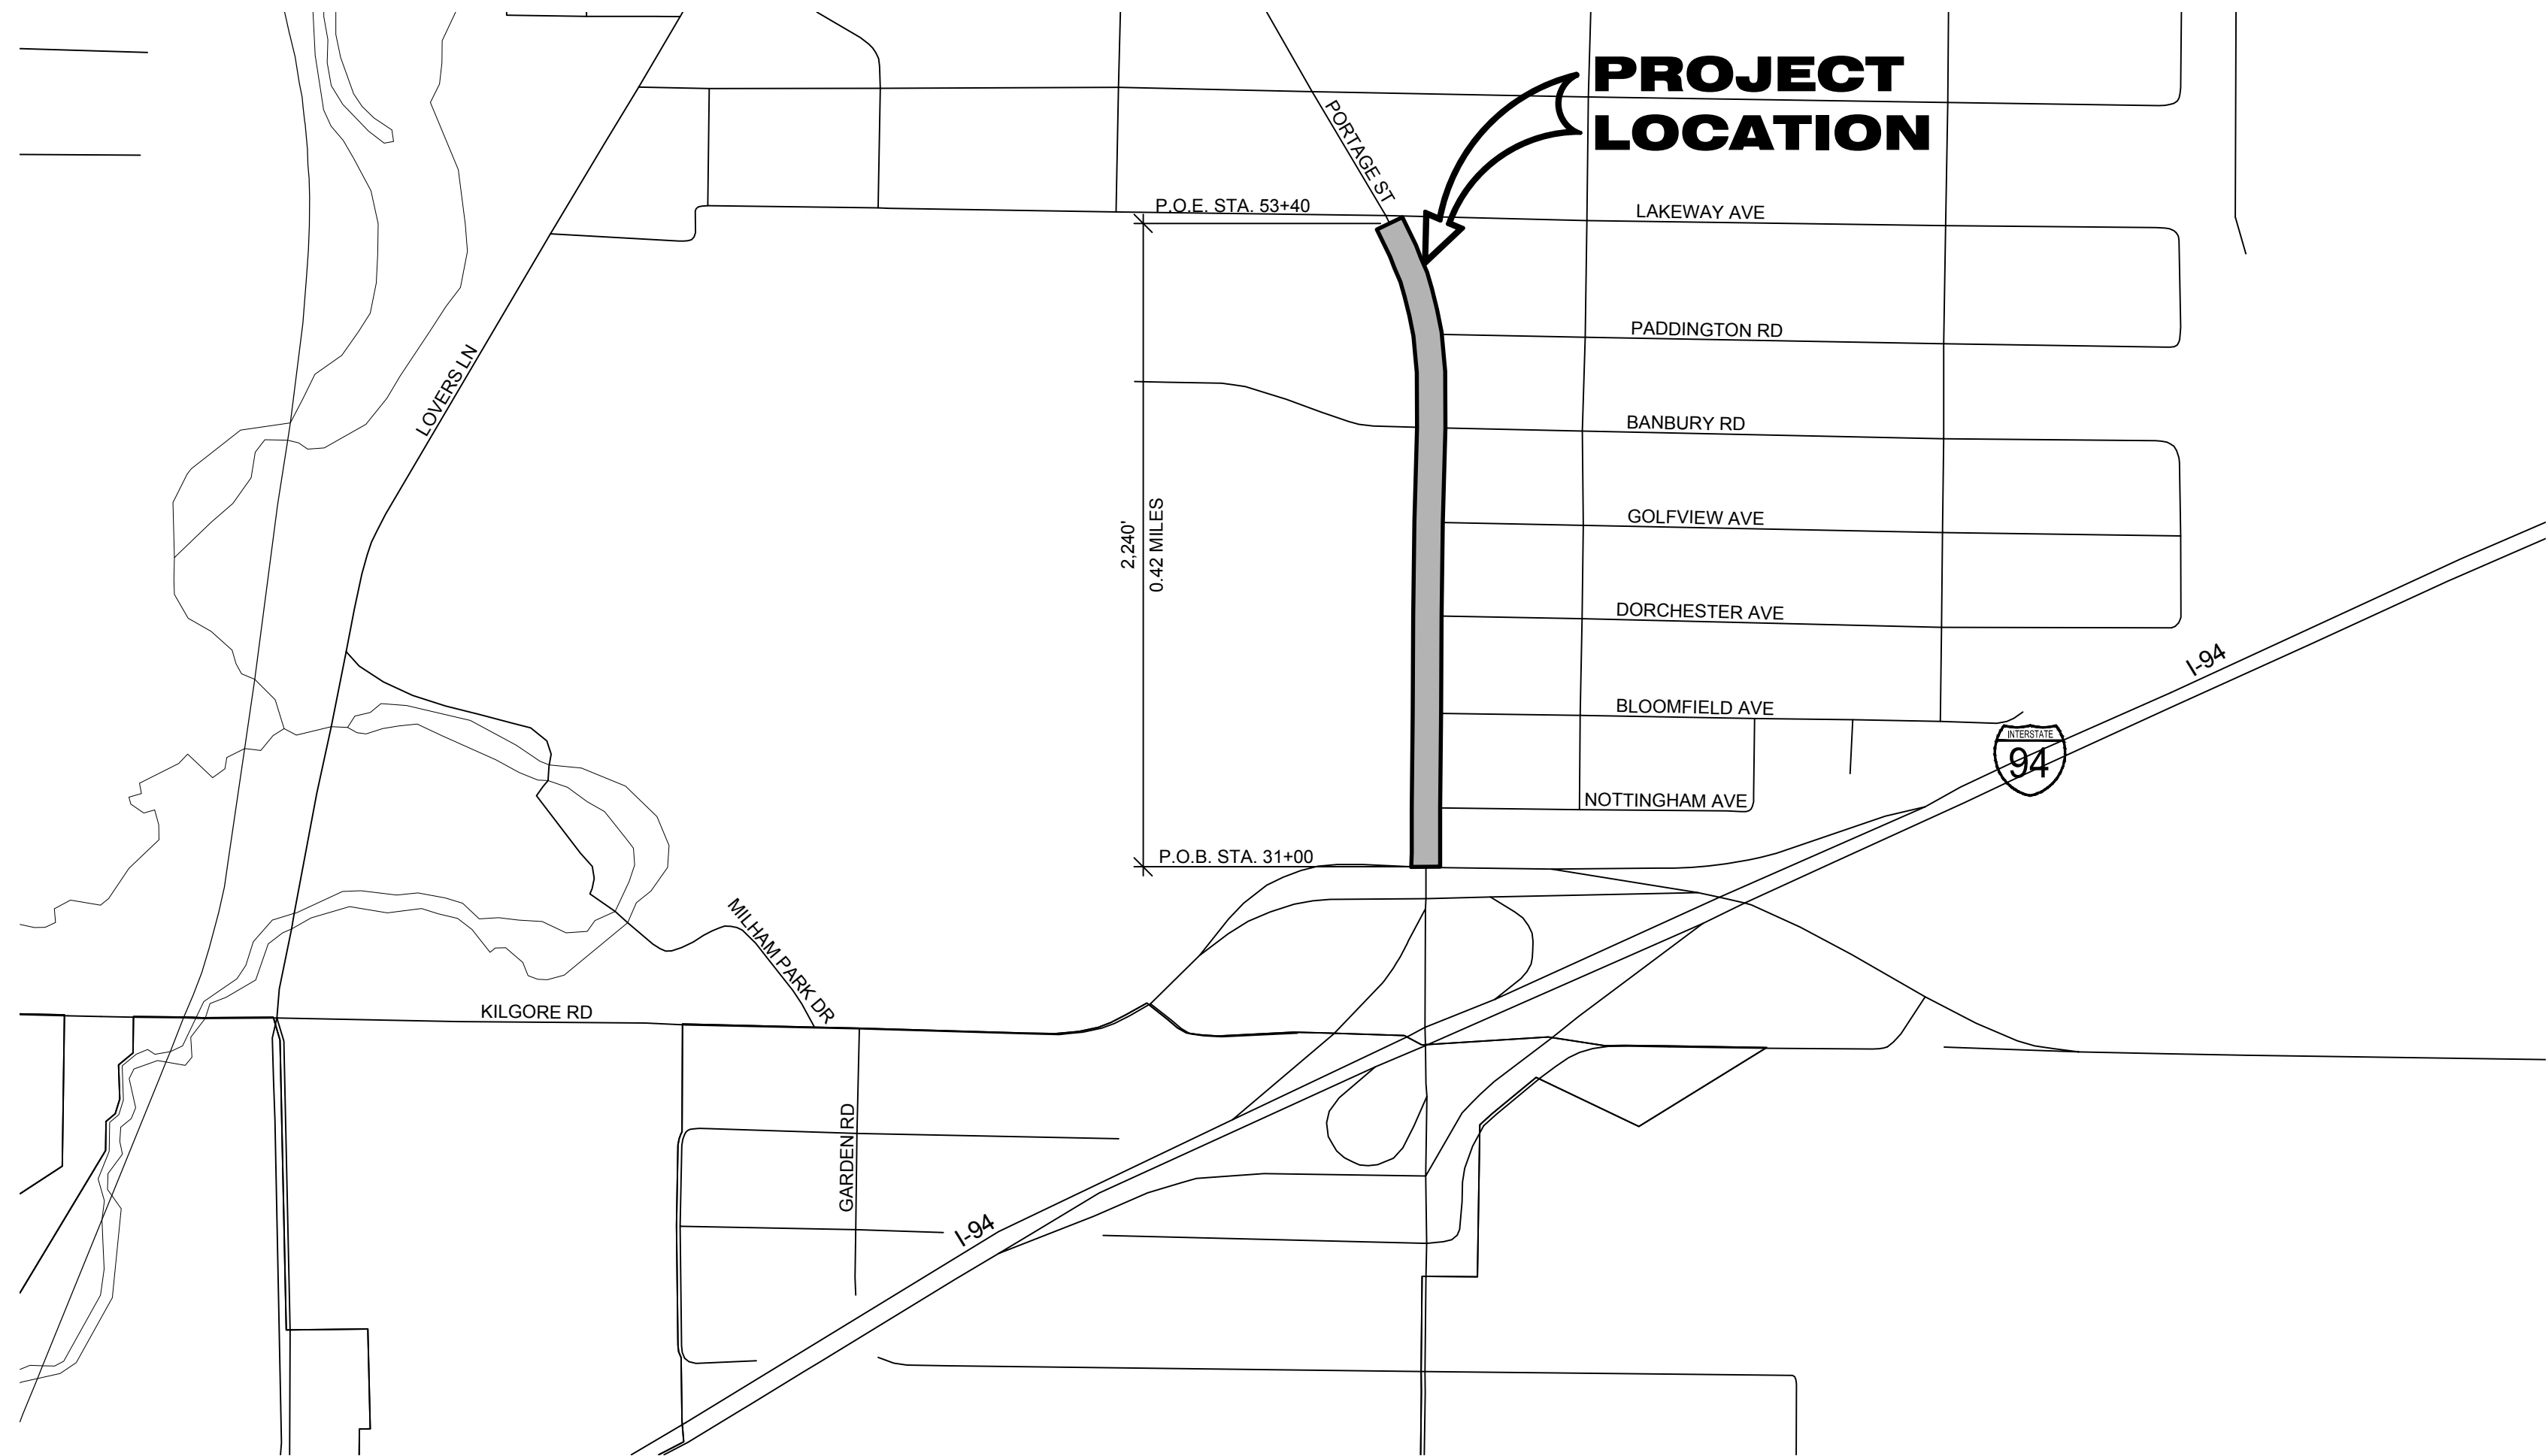 PROJECT
LOCATION
PORTAGE ST
P.O.E. STA. 53+40
LAKEWAY AVE
PADDINGTON RD
LOVERS LN
BANBURY RD
2,240'
0.42 MILES
GOLFVIEW AVE
DORCHESTER AVE
I-94
BLOOMFIELD AVE
INTERSTATE
94
NOTTINGHAM AVE
P.O.B. STA. 31+00
MILHAM PARK DR
KILGORE RD
GARDEN RD
I-94